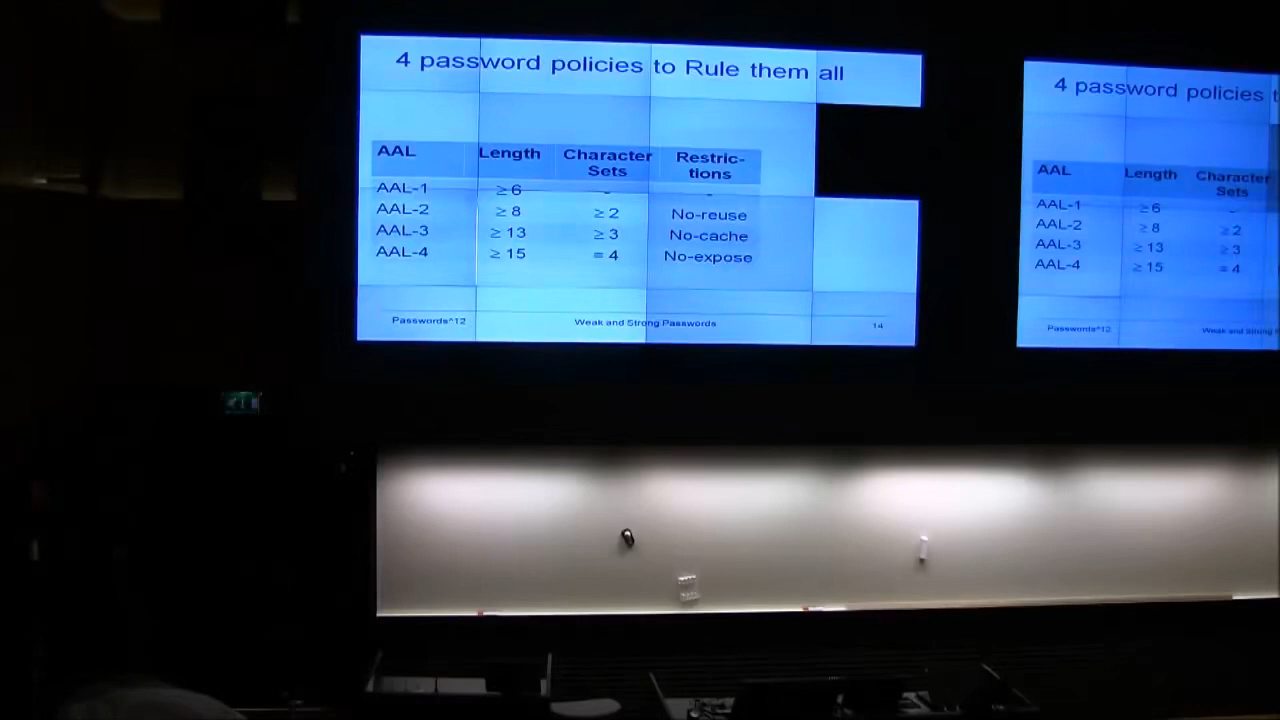 4 password policies to Rule them all
AAL Length Character Sets Restric-tions
AAL-1 ≥ 6 - -
AAL-2 ≥ 8 ≥ 2 No-reuse
AAL-3 ≥ 13 ≥ 3 No-cache
AAL-4 ≥ 15 = 4 No-expose
Passwords^12 Weak and Strong Passwords 14
4 password policies t
AAL Length Character Sets
AAL-1 ≥ 6 -
AAL-2 ≥ 8 ≥ 2
AAL-3 ≥ 13 ≥ 3
AAL-4 ≥ 15 = 4
Passwords^12 Weak and Strong